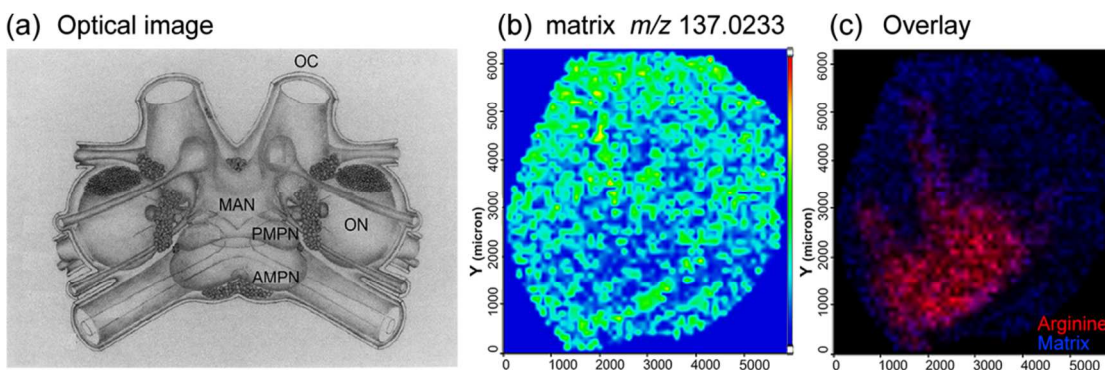 (a) Optical image
OC
MAN
PMPN
ON
AMPN
(b) matrix m/z 137.0233
Y (micron)
6000
5000
4000
3000
2000
1000
0
0 1000 2000 3000 4000 5000
(c) Overlay
Y (micron)
6000
5000
4000
3000
2000
1000
0
Arginine
Matrix
0 1000 2000 3000 4000 5000